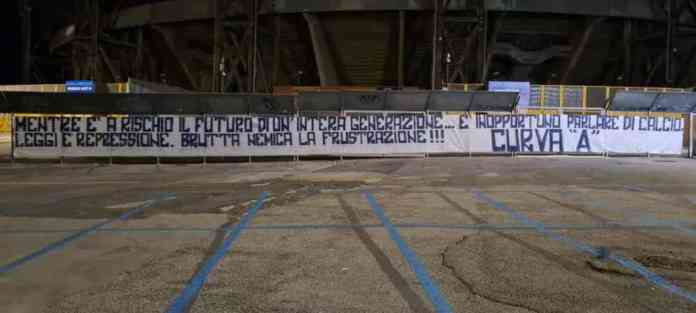 MENTRE E' A RISCHIO IL FUTURO DI UN' INTERA GENERAZIONE... E' INOPPORTUNO PARLARE DI CALCIO.
LEGGI E REPRESSIONE. BRUTTA NEMICA LA FRUSTRAZIONE!!!
CURVA "A"